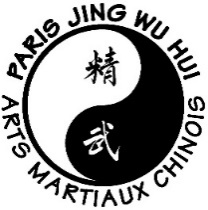 PARIS JING WU HUI
精
武
ARTS MARTIAUX CHINOIS